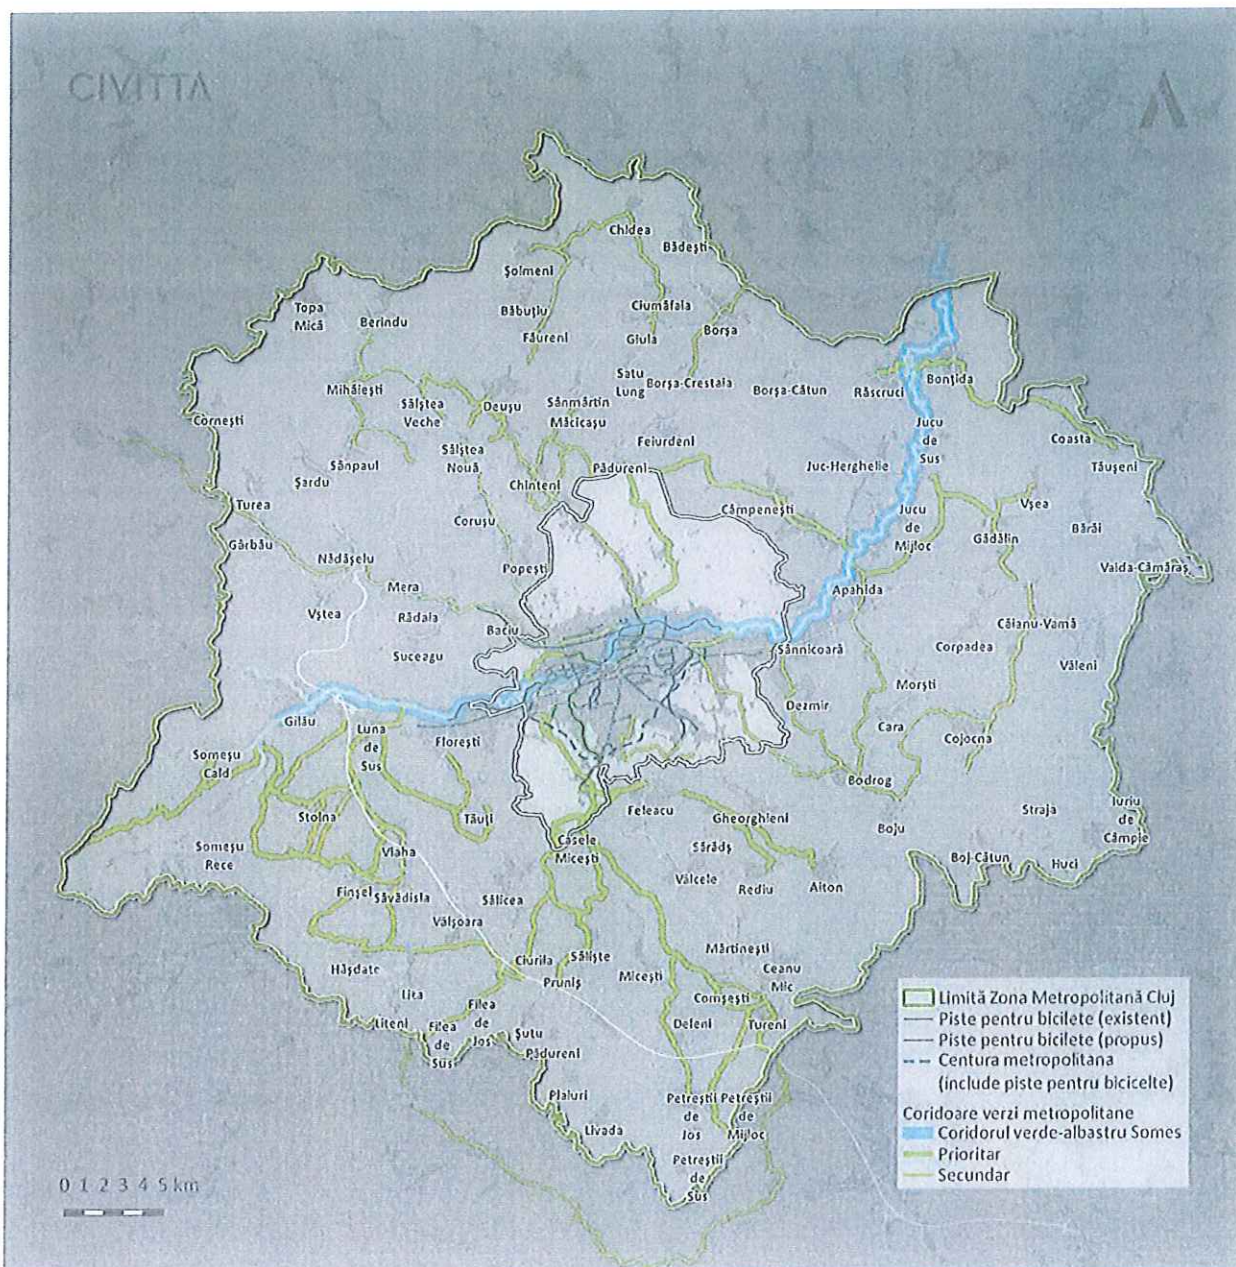 CIVITTA
Chidea
Bădești
Șolmeni
Topa
Mică
Berindu
Băbuțiu
Ciumăfaia
Făureni
Giula
Borșa
Satu
Lung
Borșa-Crestaia
Borșa-Cătun
Răscruci
Bonțida
Mihăiești
Sălștea
Veche
Deușu
Sânmărtin
Măcicașu
Cornești
Jucu
de
Sus
Coasta
Feiurdeni
Sânpaul
Sălștea
Nouă
Pădureni
Juc-Herghelie
Tăușeni
Șardu
Chinteni
Turea
Corușu
Câmpenești
Jucu
de
Mijloc
Vșea
Bărăi
Gârbău
Nădășelu
Gădălin
Popești
Valda-Cămăraș
Mera
Apahida
Vștea
Rădaia
Baciu
Căianu-Vamă
Suceagu
Sânnicoară
Corpadea
Văleni
Morști
Gilău
Luna
de
Sus
Florești
Dezmir
Cara
Cojocna
Someșu
Cald
Bodrog
Stolna
Tăuți
Feleacu
Gheorghieni
Boju
Straja
Iuriu
de
Câmpie
Someșu
Rece
Vlaha
Casele
Micești
Sărădș
Boj-Cătun
Huci
Vâlcele
Rediu
Aiton
Finșel
Săvădisla
Sălicea
Vălșoara
Mărtinești
Hășdate
Ciurila
Săliște
Pruniș
Micești
Ceanu
Mic
Lita
Comșești
Liteni
Filea
de
Sus
Filea
de
Jos
Șutu
Deleni
Tureni
Pădureni
Plaiuri
Livada
Petreștii
de
Jos
Petreștii
de
Mijloc
Petreștii
de
Sus
Limită Zona Metropolitană Cluj
Piste pentru bicilete (existent)
Piste pentru bicilete (propus)
Centura metropolitana
(include piste pentru bicicelte)
Coridoare verzi metropolitane
Coridorul verde-albastru Somes
Prioritar
Secundar
0 1 2 3 4 5 km